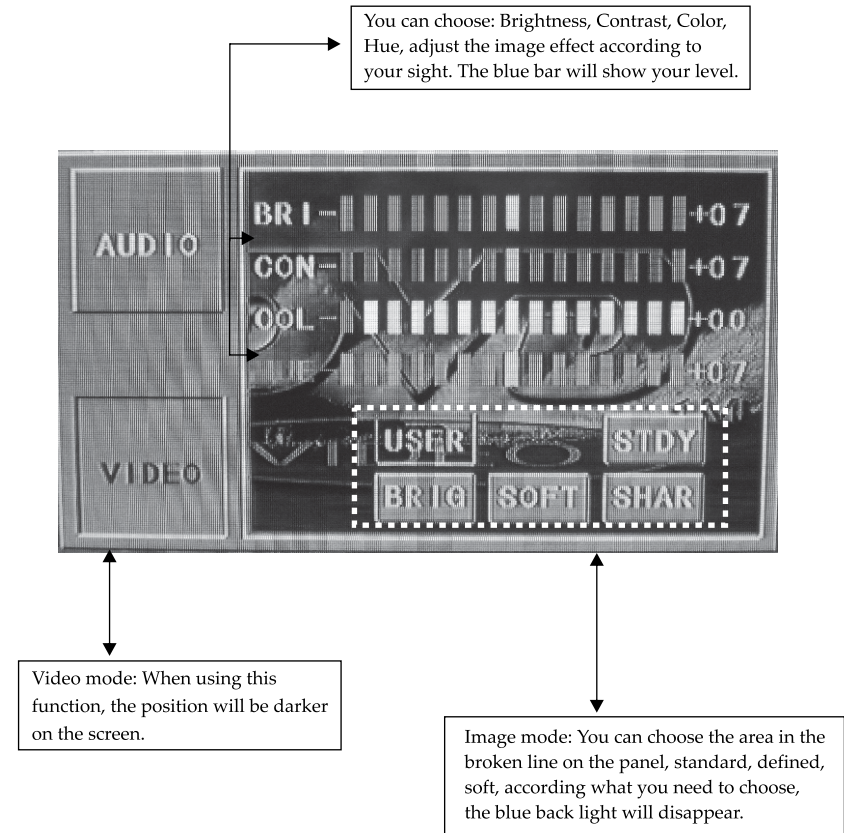 You can choose: Brightness, Contrast, Color,
Hue, adjust the image effect according to
your sight. The blue bar will show your level.
AUDIO
BRI - +07
CON - +07
COL - +00
HUE - +07
USER STDY
VIDEO
BRIG SOFT SHAR
Video mode: When using this
function, the position will be darker
on the screen.
Image mode: You can choose the area in the
broken line on the panel, standard, defined,
soft, according what you need to choose,
the blue back light will disappear.